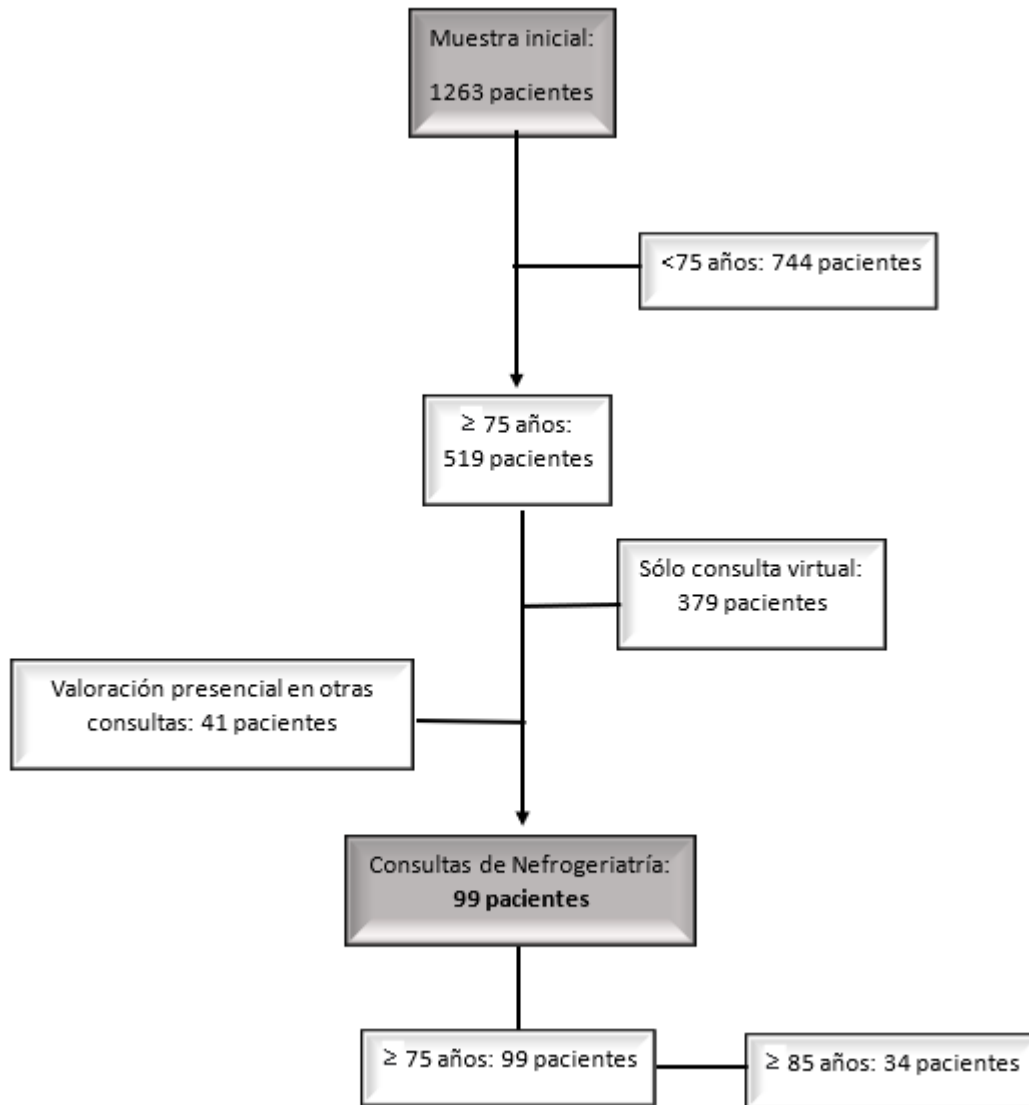 Muestra inicial:
1263 pacientes
<75 años: 744 pacientes
≥ 75 años:
519 pacientes
Sólo consulta virtual:
379 pacientes
Valoración presencial en otras
consultas: 41 pacientes
Consultas de Nefrogeriatría:
99 pacientes
≥ 75 años: 99 pacientes
≥ 85 años: 34 pacientes